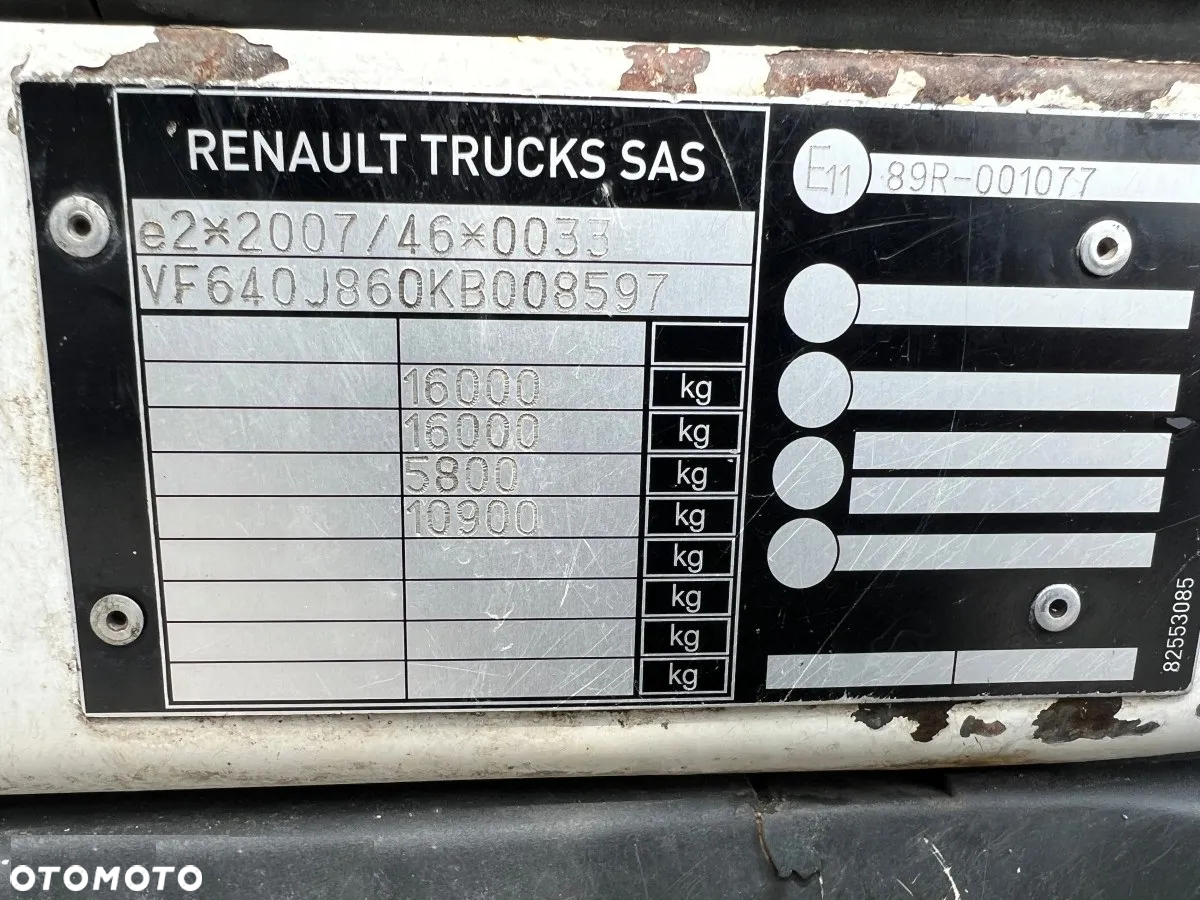 RENAULT TRUCKS SAS
e2*2007/46*0033
VF640J860KB008597
16000 kg
16000 kg
5800 kg
10900 kg
kg
kg
kg
kg
E11 89R-001077
82553085
OTOMOTO